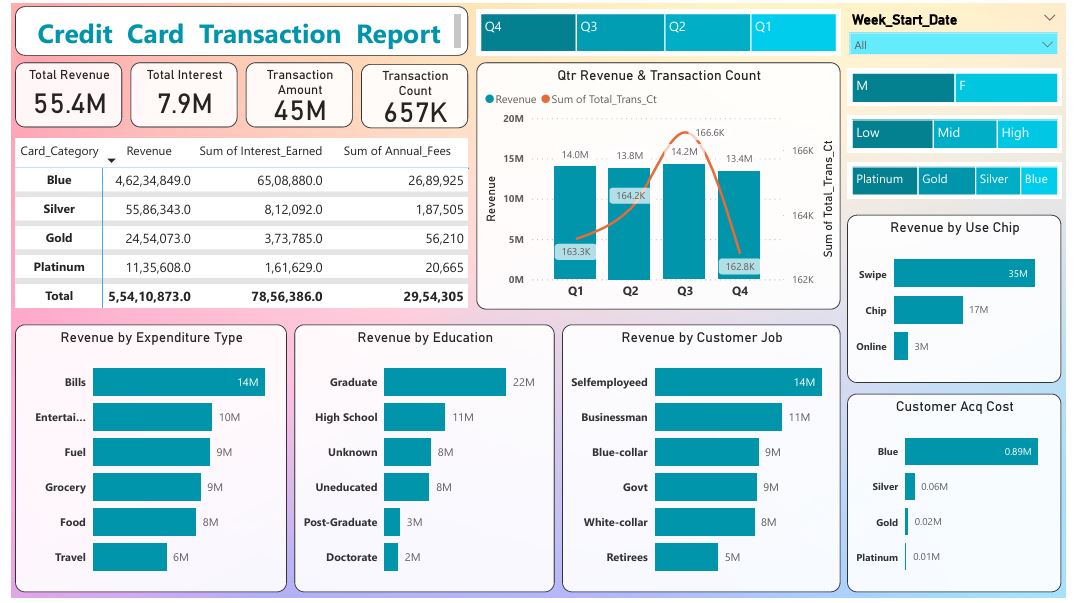 Credit Card Transaction Report
Q4 Q3 Q2 Q1
Week_Start_Date
All
Total Revenue
55.4M
Total Interest
7.9M
Transaction
Amount
45M
Transaction
Count
657K
M F
Low Mid High
Platinum Gold Silver Blue
Card_Category Revenue Sum of Interest_Earned Sum of Annual_Fees
Blue 4,62,34,849.0 65,08,880.0 26,89,925
Silver 55,86,343.0 8,12,092.0 1,87,505
Gold 24,54,073.0 3,73,785.0 56,210
Platinum 11,35,608.0 1,61,629.0 20,665
Total 5,54,10,873.0 78,56,386.0 29,54,305
Qtr Revenue & Transaction Count
Revenue Sum of Total_Trans_Ct
Revenue
20M
15M
10M
5M
0M
14.0M 13.8M 14.2M 13.4M
163.3K 164.2K 166.6K 162.8K
Q1 Q2 Q3 Q4
166K
164K
162K
Sum of Total_Trans_Ct
Revenue by Use Chip
Swipe 35M
Chip 17M
Online 3M
Revenue by Expenditure Type
Bills 14M
Entertai... 10M
Fuel 9M
Grocery 9M
Food 8M
Travel 6M
Revenue by Education
Graduate 22M
High School 11M
Unknown 8M
Uneducated 8M
Post-Graduate 3M
Doctorate 2M
Revenue by Customer Job
Selfemployeed 14M
Businessman 11M
Blue-collar 9M
Govt 9M
White-collar 8M
Retirees 5M
Customer Acq Cost
Blue 0.89M
Silver 0.06M
Gold 0.02M
Platinum 0.01M